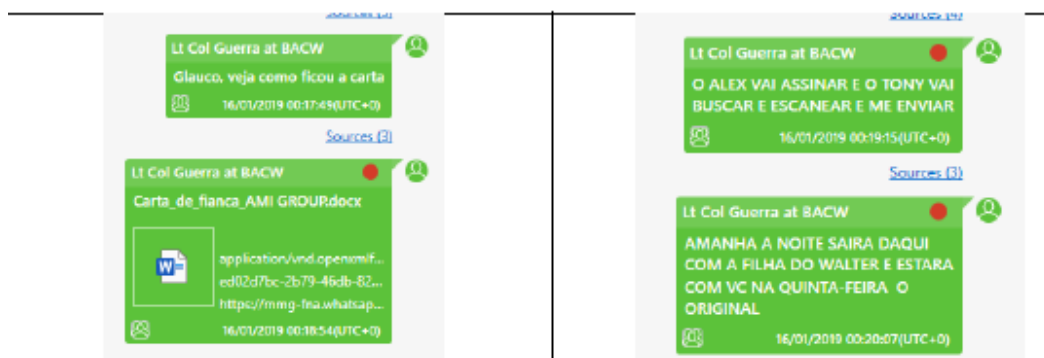 Sources (3)
Lt Col Guerra at BACW
Glauco, veja como ficou a carta
16/01/2019 00:17:49(UTC+0)
Sources (3)
Lt Col Guerra at BACW
Carta_de_fianca_AMI GROUP.docx
application/vnd.openxmlf...
ed02d7bc-2b79-46db-82...
https://mmg-fna.whatsap...
16/01/2019 00:18:54(UTC+0)
Sources (4)
Lt Col Guerra at BACW
O ALEX VAI ASSINAR E O TONY VAI
BUSCAR E ESCANEAR E ME ENVIAR
16/01/2019 00:19:15(UTC+0)
Sources (3)
Lt Col Guerra at BACW
AMANHA A NOITE SAIRA DAQUI
COM A FILHA DO WALTER E ESTARA
COM VC NA QUINTA-FEIRA O
ORIGINAL
16/01/2019 00:20:07(UTC+0)